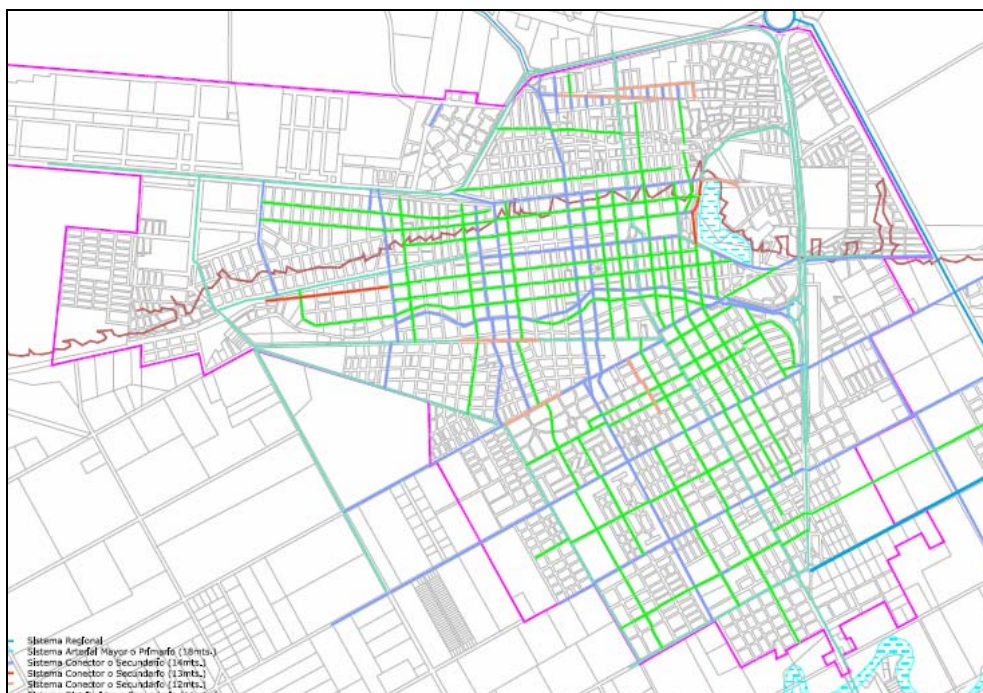 Sistema Regional
Sistema Arterial Mayor o Primario (18mts.)
Sistema Conector o Secundario (14mts.)
Sistema Conector o Secundario (13mts.)
Sistema Conector o Secundario (12mts.)